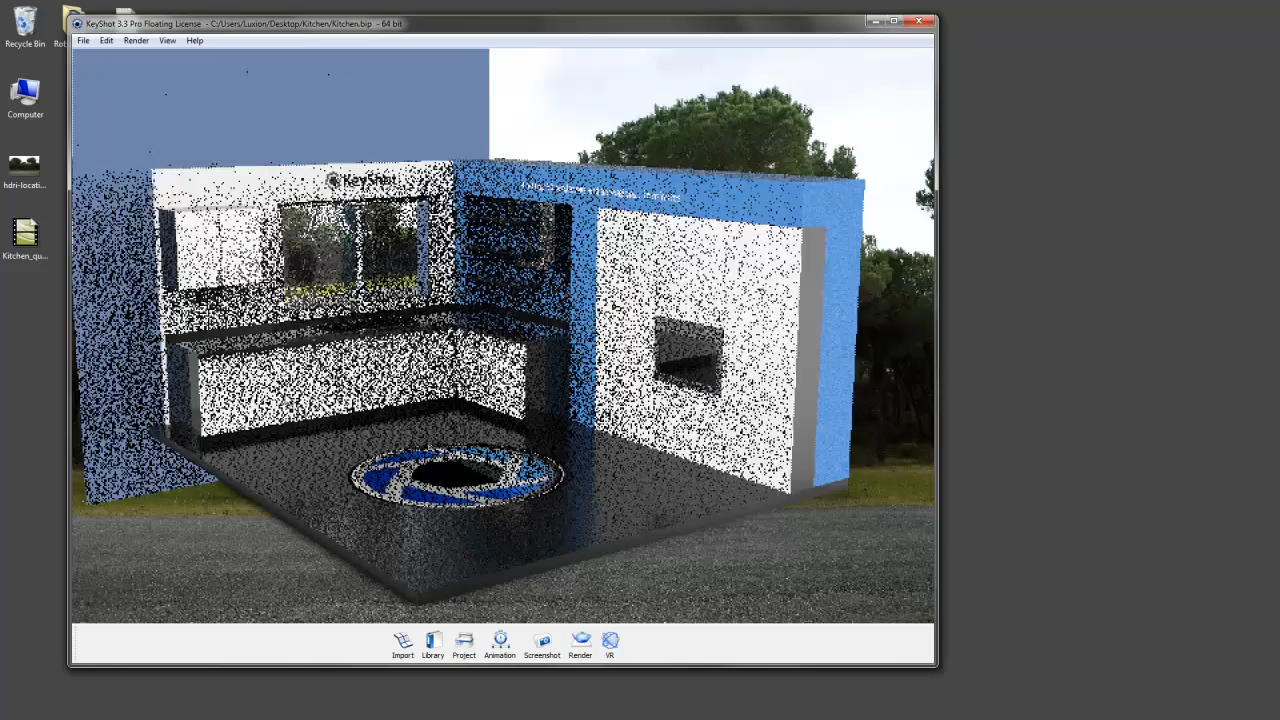 KeyShot 3.3 Pro Floating License - C:/Users/Luxion/Desktop/Kitchen/Kitchen.bip - 64 bit
File Edit Render View Help
Recycle Bin
Rot
Computer
hdri-locati...
Kitchen_qu...
KeyShot
Import Library Project Animation Screenshot Render VR